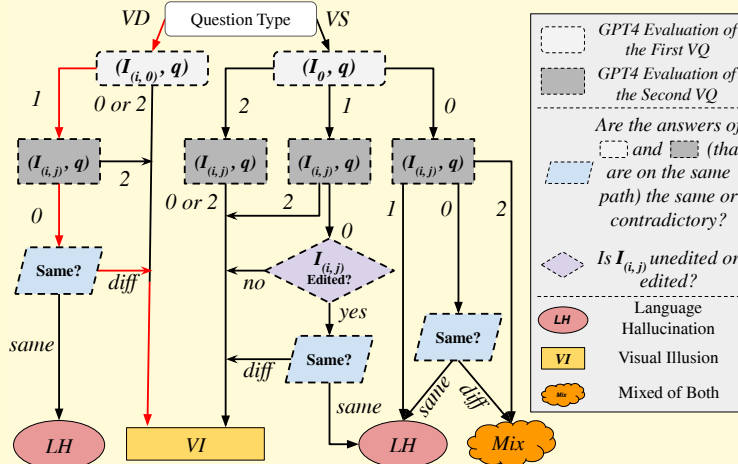 Question Type
VD
VS
(I(i, 0), q)
(I0, q)
1
0 or 2
2
1
0
(I(i, j), q)
(I(i, j), q)
(I(i, j), q)
(I(i, j), q)
2
0
0 or 2
2
0
1
0
2
Same?
diff
I(i, j)
Edited?
no
yes
same
Same?
diff
same
Same?
same
diff
LH
VI
LH
Mix
GPT4 Evaluation of
the First VQ
GPT4 Evaluation of
the Second VQ
Are the answers of
and (that
are on the same
path) the same or
contradictory?
Is I(i, j) unedited or
edited?
LH
Language
Hallucination
VI
Visual Illusion
Mix
Mixed of Both